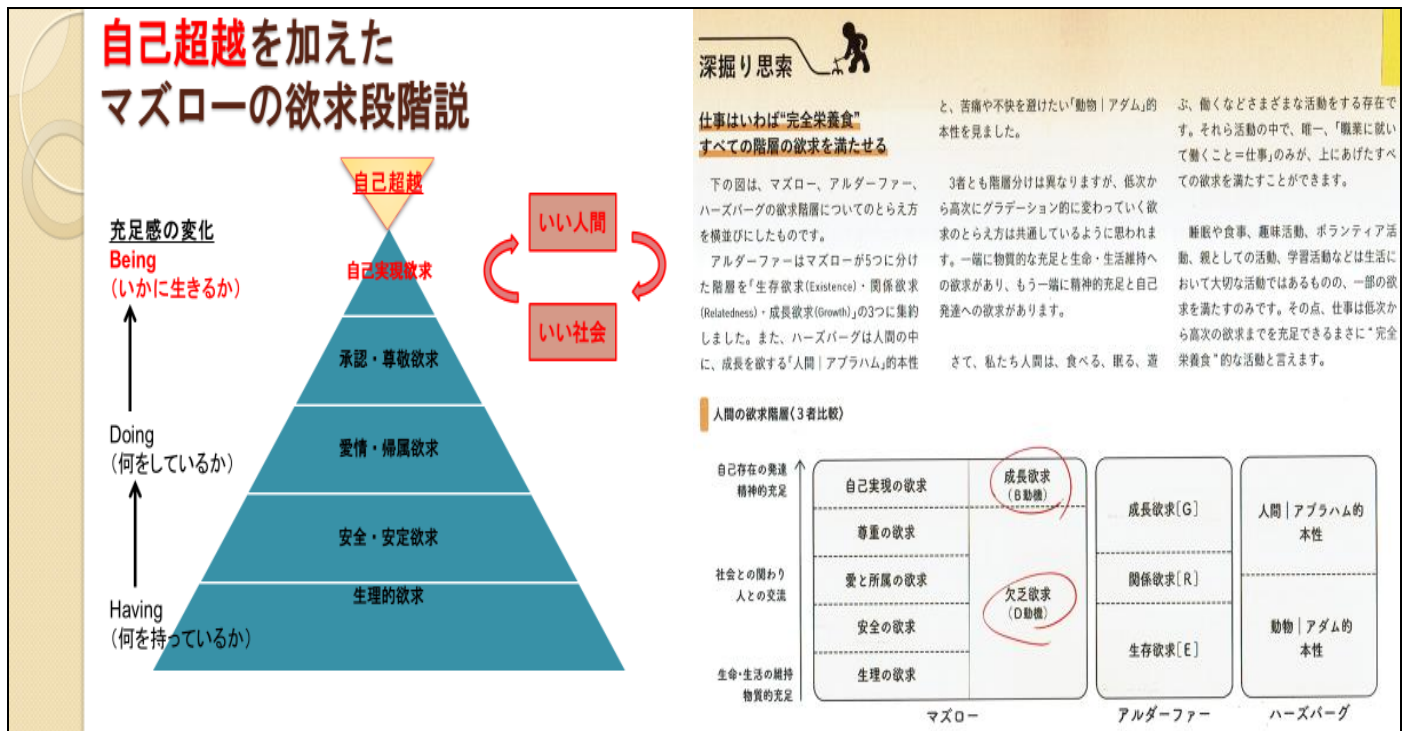 自己超越を加えた
マズローの欲求段階説
自己超越
いい人間
いい社会
充足感の変化
Being
(いかに生きるか)
Doing
(何をしているか)
Having
(何を持っているか)
自己実現欲求
承認・尊敬欲求
愛情・帰属欲求
安全・安定欲求
生理的欲求
深掘り思索
仕事はいわば“完全栄養食”
すべての階層の欲求を満たせる
下の図は、マズロー、アルダーファー、
ハーズバーグの欲求階層についてのとらえ方
を横並びにしたものです。
アルダーファーはマズローが5つに分け
た階層を「生存欲求(Existence)・関係欲求
(Relatedness)・成長欲求(Growth)」の3つに集約
しました。また、ハーズバーグは人間の中
に、成長を欲する「人間|アブラハム」的本性
と、苦痛や不快を避けたい「動物|アダム」的
本性を見ました。
3者とも階層分けは異なりますが、低次か
ら高次にグラデーション的に変わっていく欲
求のとらえ方は共通しているように思われま
す。一端に物質的な充足と生命・生活維持へ
の欲求があり、もう一端に精神的充足と自己
発達への欲求があります。
さて、私たち人間は、食べる、眠る、遊
ぶ、働くなどさまざまな活動をする存在で
す。それら活動の中で、唯一、「職業に就い
て働くこと=仕事」のみが、上にあげたすべ
ての欲求を満たすことができます。
睡眠や食事、趣味活動、ボランティア活
動、親としての活動、学習活動などは生活に
おいて大切な活動ではあるものの、一部の欲
求を満たすのみです。その点、仕事は低次か
ら高次の欲求までを充足できるまさに“完全
栄養食”的な活動と言えます。
人間の欲求階層〈3者比較〉
自己存在の発達
精神的充足
社会との関わり
人との交流
生命・生活の維持
物質的充足
自己実現の欲求
尊重の欲求
愛と所属の欲求
安全の欲求
生理の欲求
成長欲求
(B動機)
欠乏欲求
(D動機)
マズロー
成長欲求[G]
関係欲求[R]
生存欲求[E]
アルダーファー
人間|アブラハム的
本性
動物|アダム的
本性
ハーズバーグ